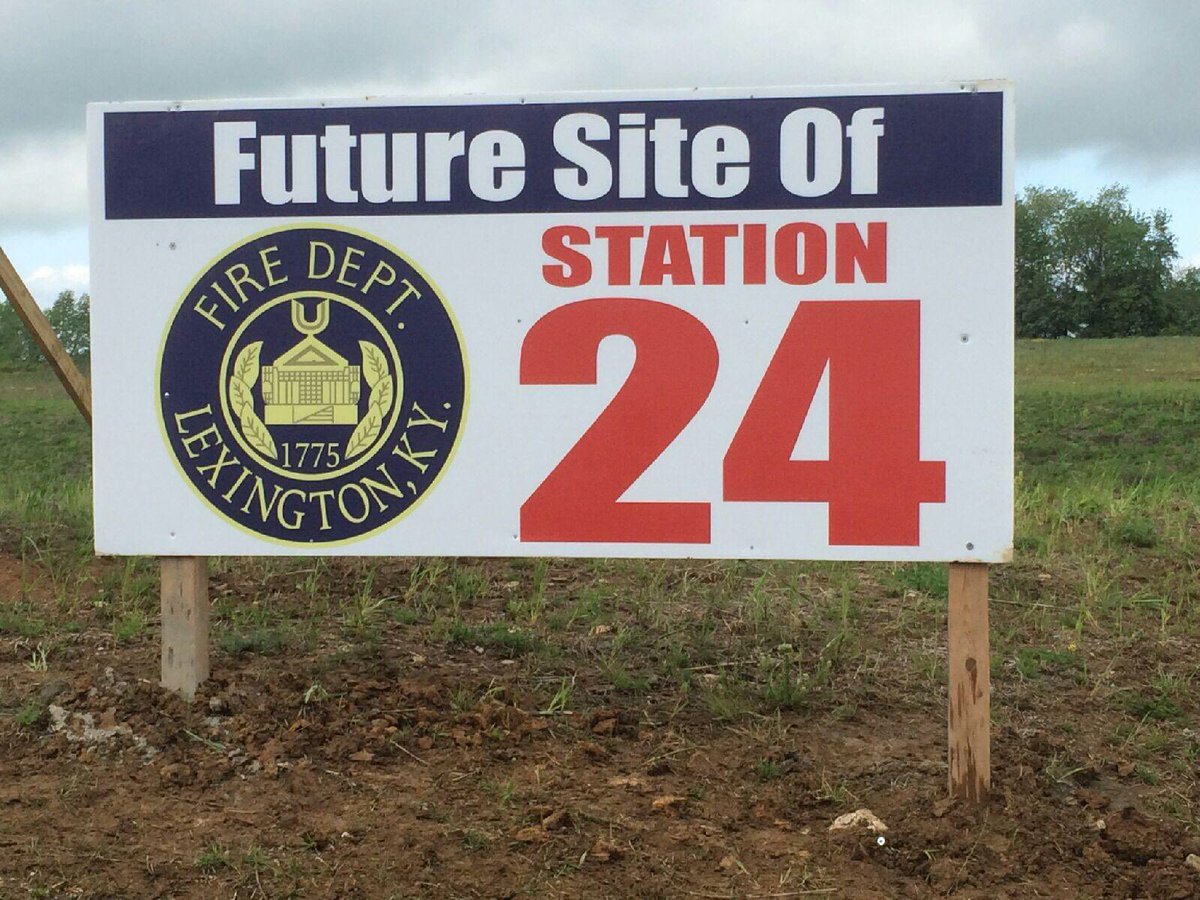 Future Site Of
STATION
24
FIRE DEPT.
1775
LEXINGTON, KY.